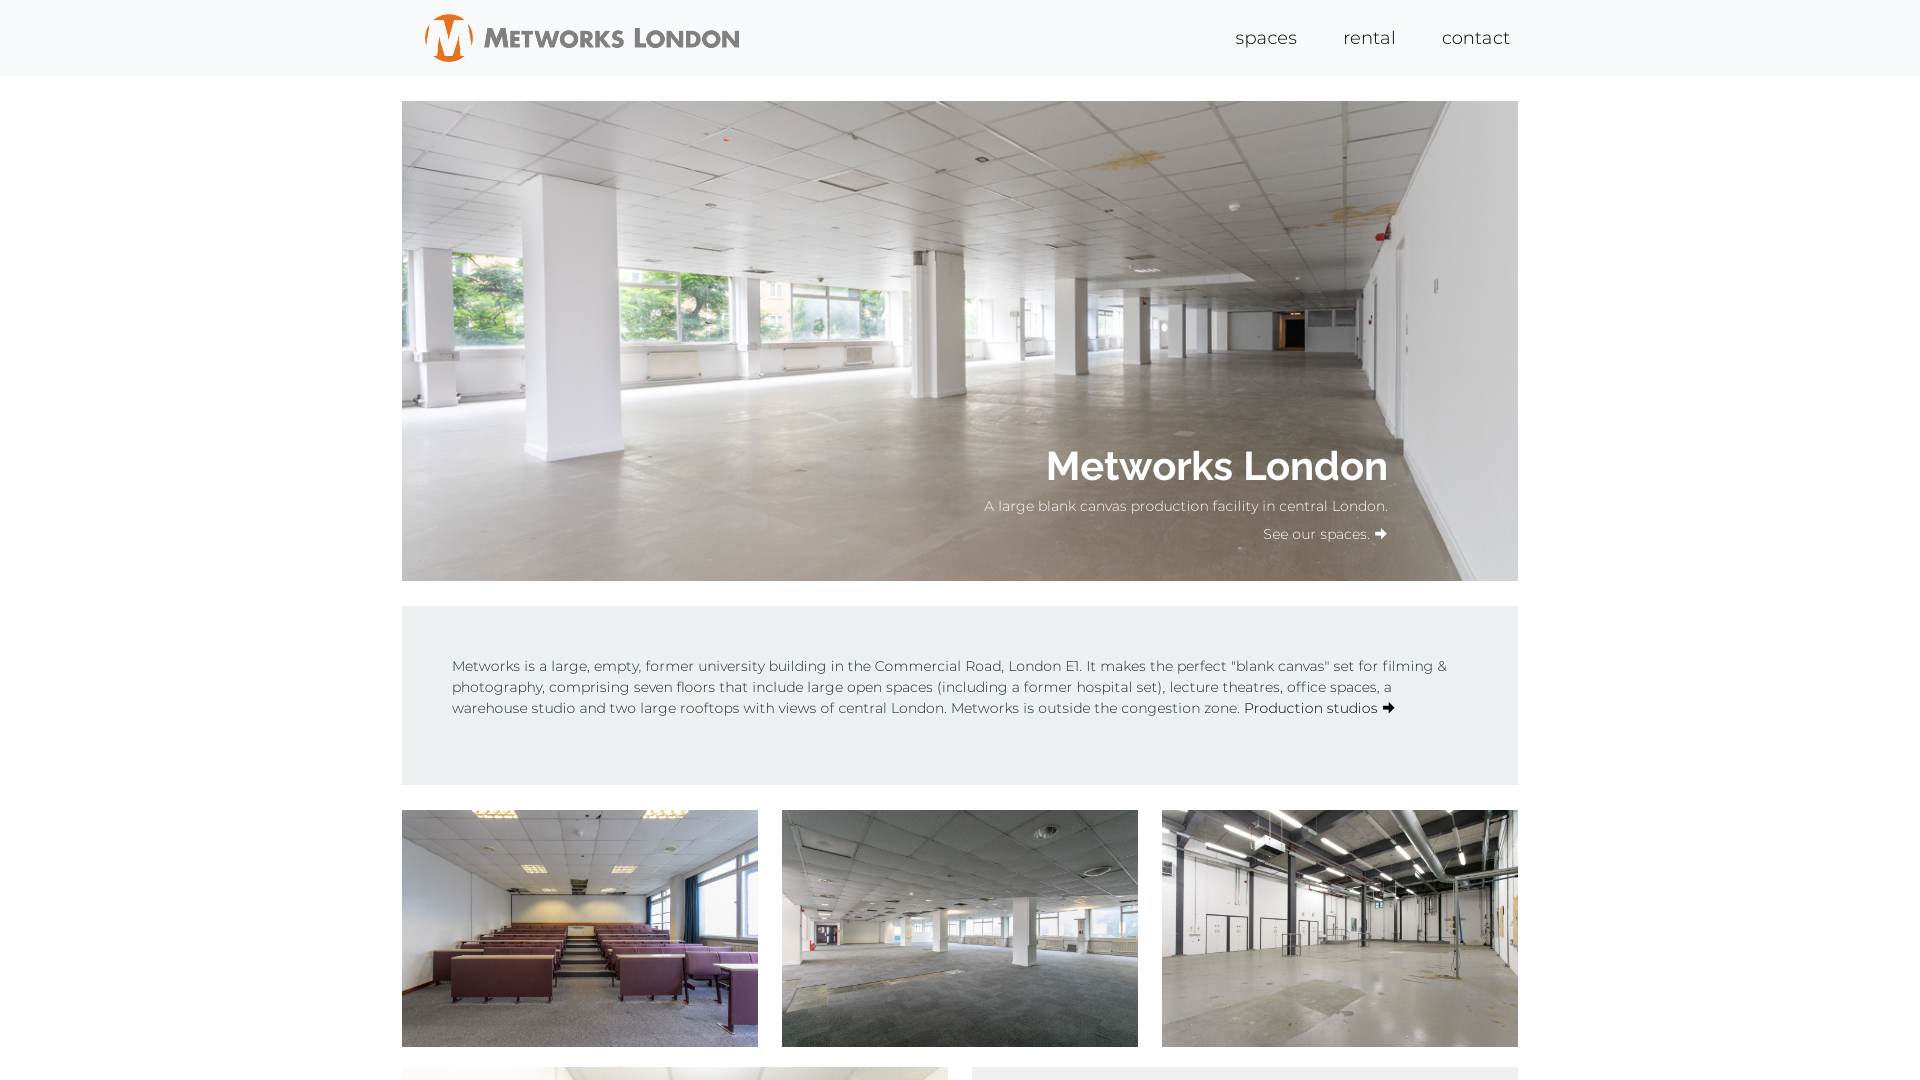 METWORKS LONDON
spaces
rental
contact
Metworks London
A large blank canvas production facility in central London.
See our spaces.
Metworks is a large, empty, former university building in the Commercial Road, London E1. It makes the perfect "blank canvas" set for filming &
photography, comprising seven floors that include large open spaces (including a former hospital set), lecture theatres, office spaces, a
warehouse studio and two large rooftops with views of central London. Metworks is outside the congestion zone. Production studios